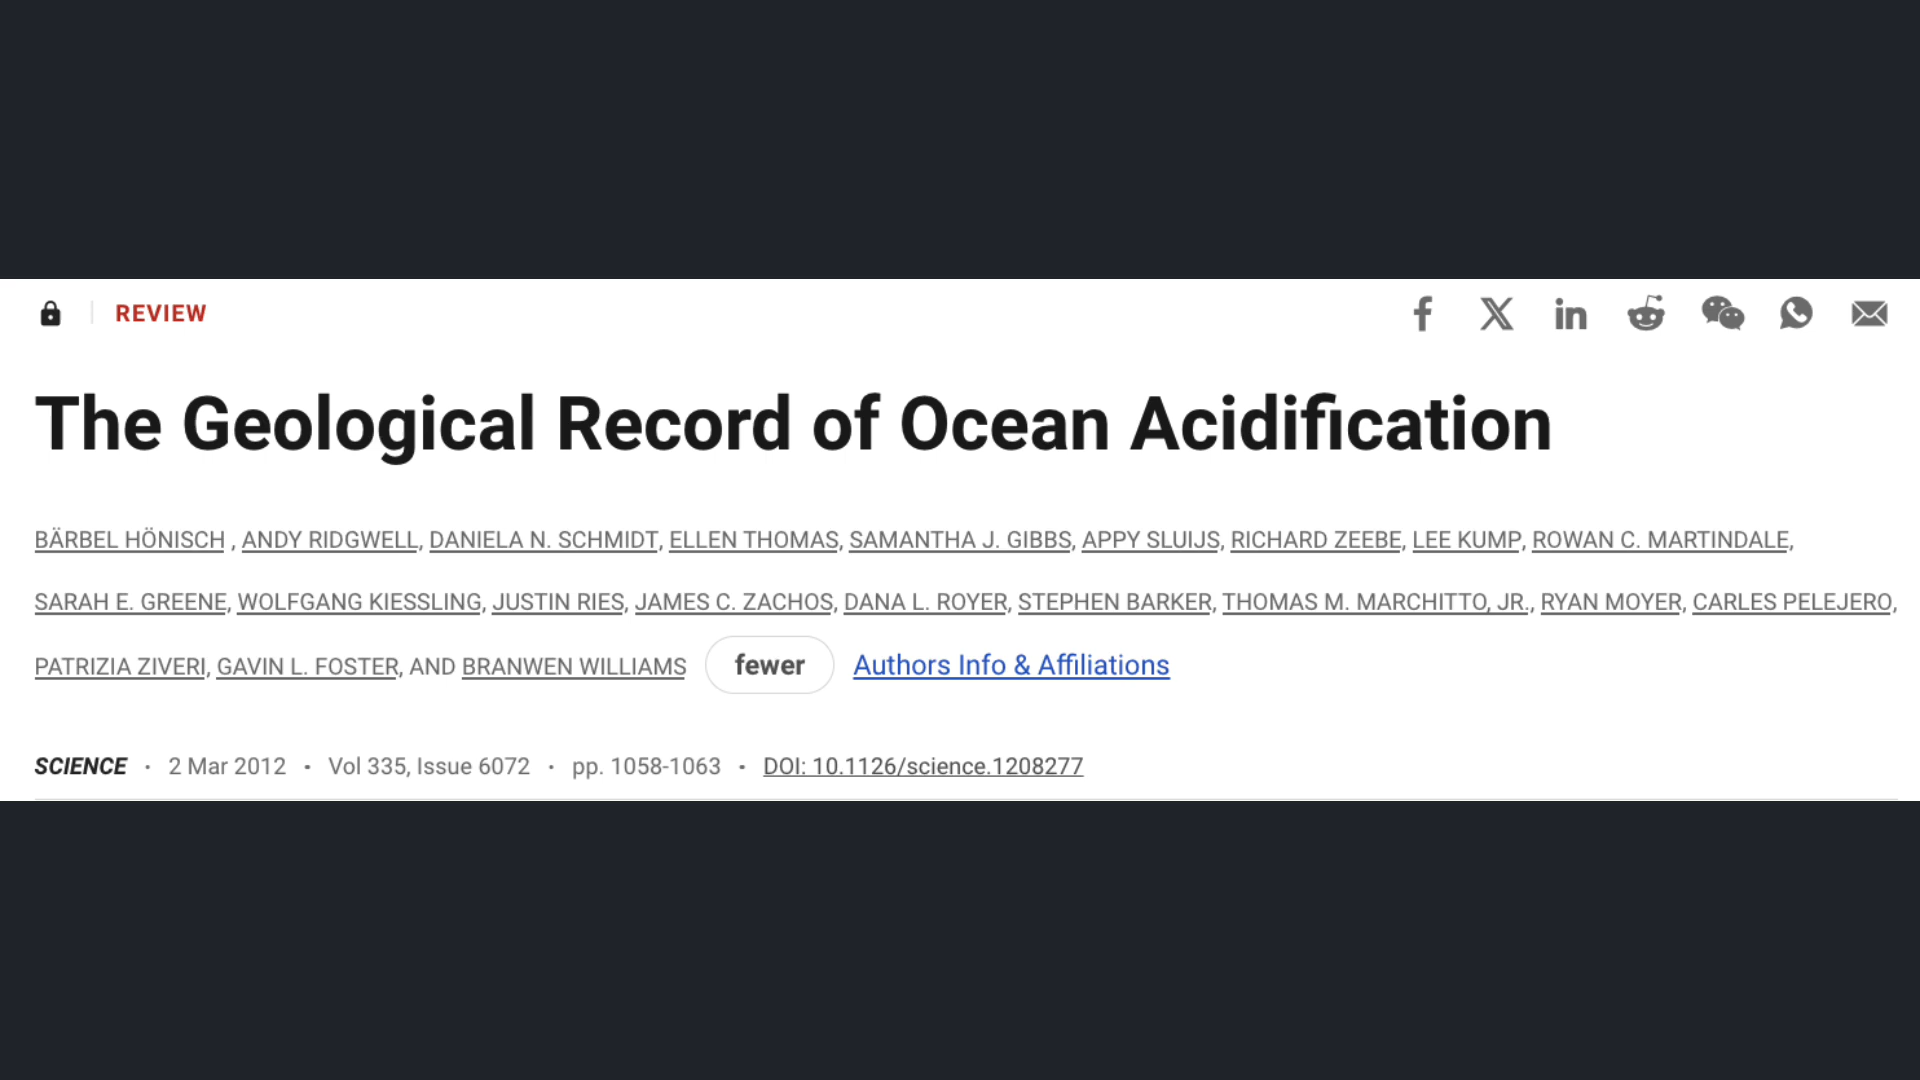 REVIEW
The Geological Record of Ocean Acidification
BÄRBEL HÖNISCH , ANDY RIDGWELL, DANIELA N. SCHMIDT, ELLEN THOMAS, SAMANTHA J. GIBBS, APPY SLUIJS, RICHARD ZEEBE, LEE KUMP, ROWAN C. MARTINDALE,
SARAH E. GREENE, WOLFGANG KIESSLING, JUSTIN RIES, JAMES C. ZACHOS, DANA L. ROYER, STEPHEN BARKER, THOMAS M. MARCHITTO, JR., RYAN MOYER, CARLES PELEJERO,
PATRIZIA ZIVERI, GAVIN L. FOSTER, AND BRANWEN WILLIAMS fewer Authors Info & Affiliations
SCIENCE · 2 Mar 2012 · Vol 335, Issue 6072 · pp. 1058-1063 · DOI: 10.1126/science.1208277